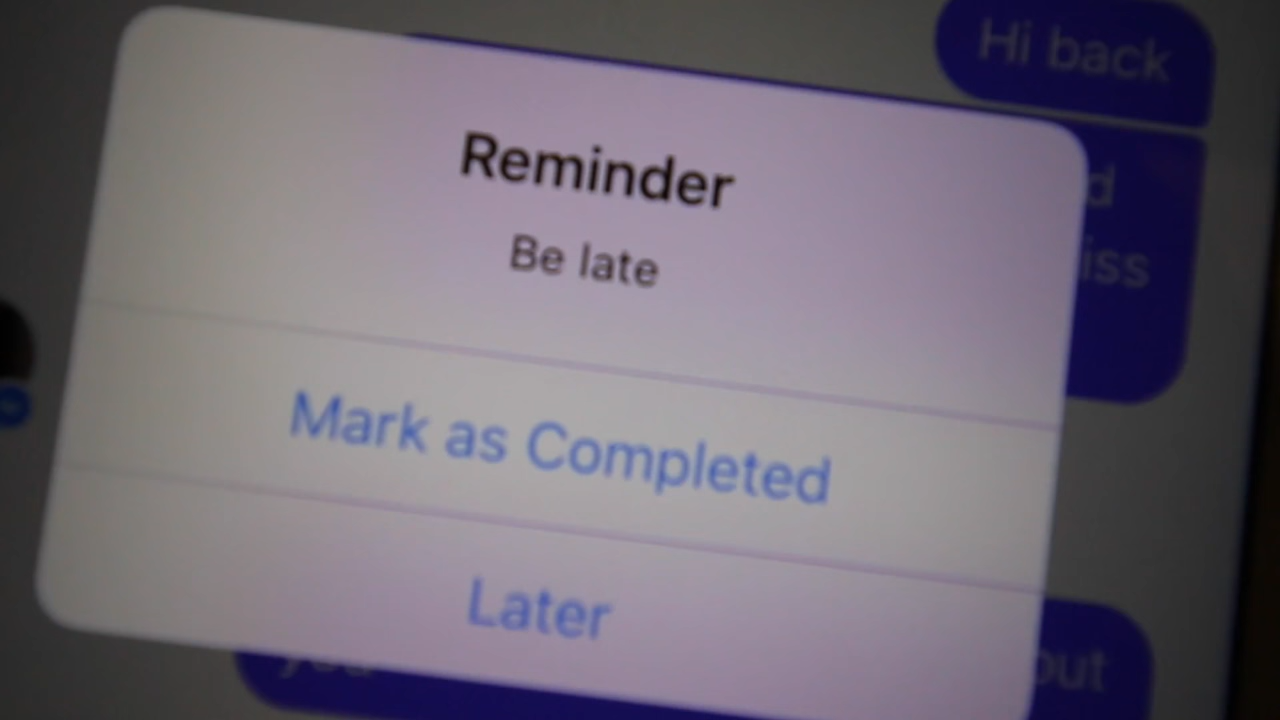 Hi back
Reminder
Be late
Mark as Completed
Later